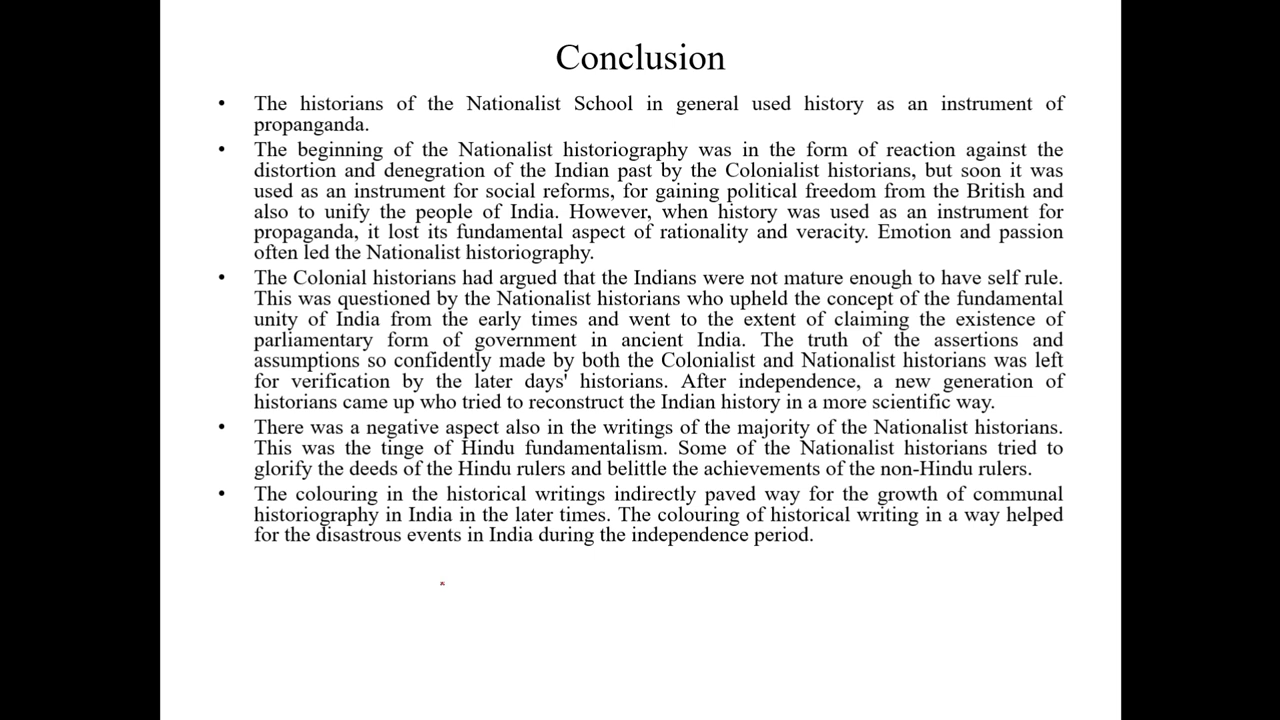 Conclusion
• The historians of the Nationalist School in general used history as an instrument of
propanganda.
• The beginning of the Nationalist historiography was in the form of reaction against the
distortion and denegration of the Indian past by the Colonialist historians, but soon it was
used as an instrument for social reforms, for gaining political freedom from the British and
also to unify the people of India. However, when history was used as an instrument for
propaganda, it lost its fundamental aspect of rationality and veracity. Emotion and passion
often led the Nationalist historiography.
• The Colonial historians had argued that the Indians were not mature enough to have self rule.
This was questioned by the Nationalist historians who upheld the concept of the fundamental
unity of India from the early times and went to the extent of claiming the existence of
parliamentary form of government in ancient India. The truth of the assertions and
assumptions so confidently made by both the Colonialist and Nationalist historians was left
for verification by the later days' historians. After independence, a new generation of
historians came up who tried to reconstruct the Indian history in a more scientific way.
• There was a negative aspect also in the writings of the majority of the Nationalist historians.
This was the tinge of Hindu fundamentalism. Some of the Nationalist historians tried to
glorify the deeds of the Hindu rulers and belittle the achievements of the non-Hindu rulers.
• The colouring in the historical writings indirectly paved way for the growth of communal
historiography in India in the later times. The colouring of historical writing in a way helped
for the disastrous events in India during the independence period.